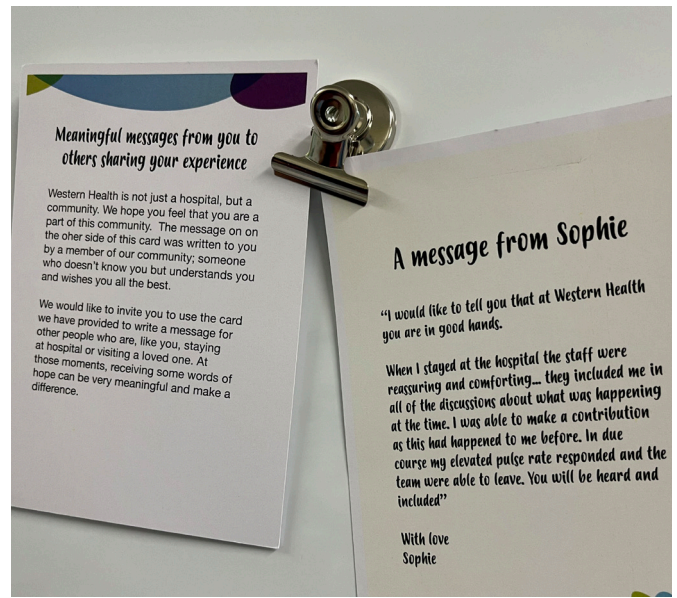 Meaningful messages from you to
others sharing your experience
Western Health is not just a hospital, but a
community. We hope you feel that you are a
part of this community. The message on on
the oher side of this card was written to you
by a member of our community; someone
who doesn't know you but understands you
and wishes you all the best.
We would like to invite you to use the card
we have provided to write a message for
other people who are, like you, staying
at hospital or visiting a loved one. At
those moments, receiving some words of
hope can be very meaningful and make a
difference.
A message from Sophie
“I would like to tell you that at Western Health
you are in good hands.
When I stayed at the hospital the staff were
reassuring and comforting... they included me in
all of the discussions about what was happening
at the time. I was able to make a contribution
as this had happened to me before. In due
course my elevated pulse rate responded and the
team were able to leave. You will be heard and
included”
With love
Sophie